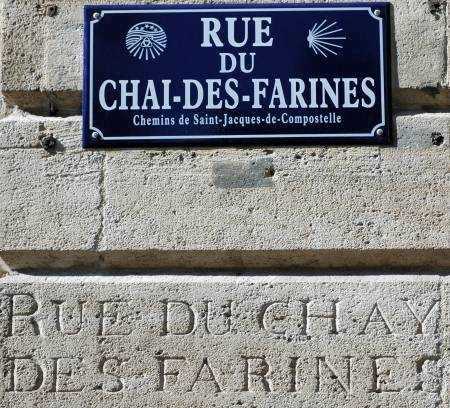 RUE
DU
CHAI-DES-FARINES
Chemins de Saint-Jacques-de-Compostelle
RUE DU CHAY
DES FARINES